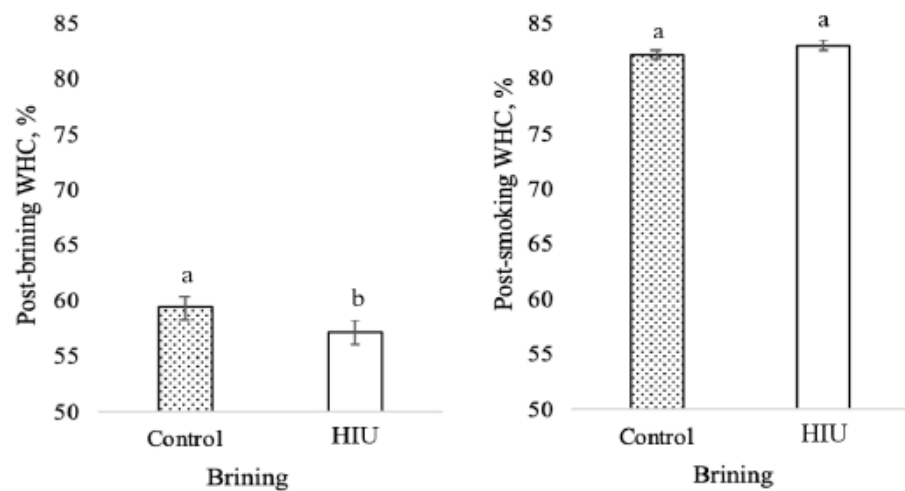 Post-brining WHC, %
85
80
75
70
65
60
55
50
a
b
Control HIU
Brining
Post-smoking WHC, %
85
80
75
70
65
60
55
50
a
a
Control HIU
Brining